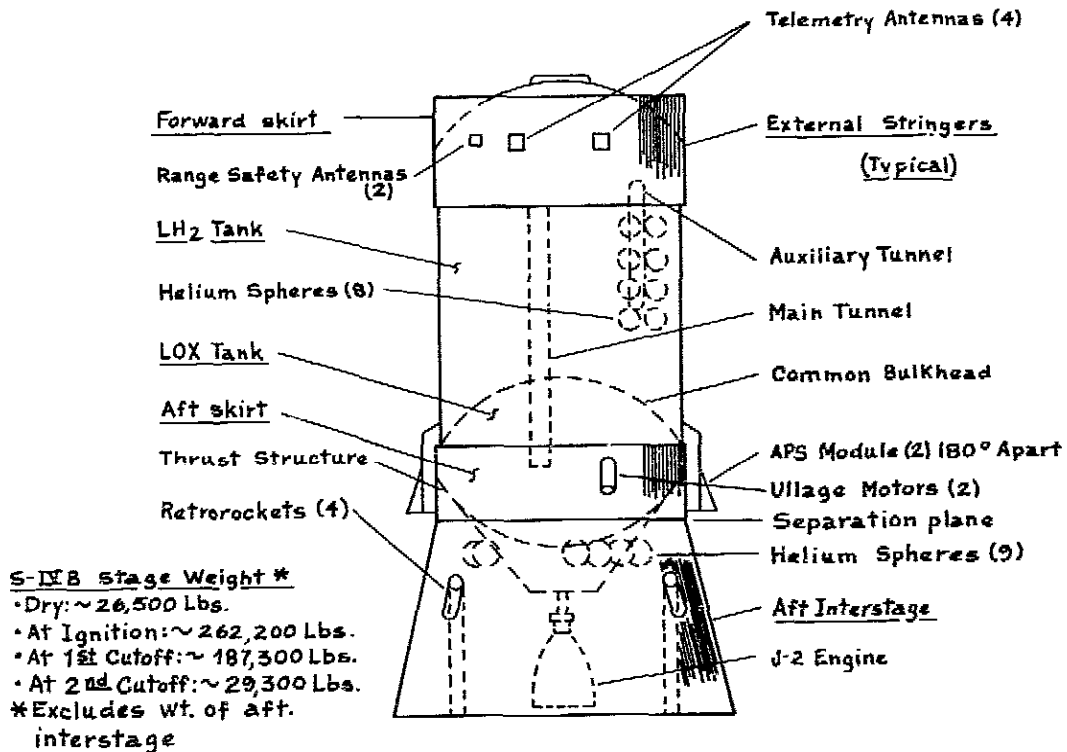 Telemetry Antennas (4)
Forward skirt
External Stringers
(Typical)
Range Safety Antennas
(2)
LH2 Tank
Auxiliary Tunnel
Helium Spheres (8)
Main Tunnel
LOX Tank
Common Bulkhead
Aft skirt
APS Module (2) 180° Apart
Thrust Structure
Ullage Motors (2)
Retrorockets (4)
Separation plane
Helium Spheres (9)
S-IVB Stage Weight *
• Dry: ~ 26,500 Lbs.
• At Ignition: ~ 262,200 Lbs.
• At 1st Cutoff: ~ 187,300 Lbs.
• At 2nd Cutoff: ~ 29,300 Lbs.
* Excludes Wt. of aft.
interstage
Aft Interstage
J-2 Engine